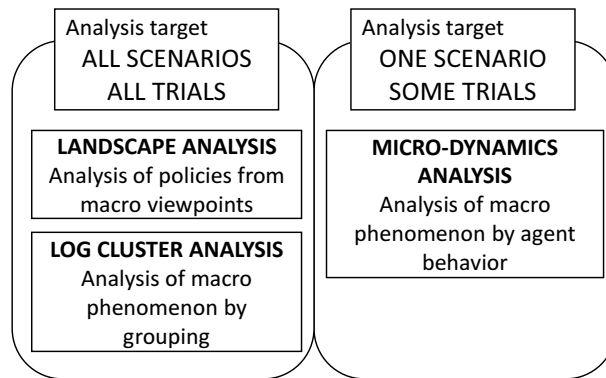 Analysis target
ALL SCENARIOS
ALL TRIALS
LANDSCAPE ANALYSIS
Analysis of policies from
macro viewpoints
LOG CLUSTER ANALYSIS
Analysis of macro
phenomenon by
grouping
Analysis target
ONE SCENARIO
SOME TRIALS
MICRO-DYNAMICS
ANALYSIS
Analysis of macro
phenomenon by agent
behavior